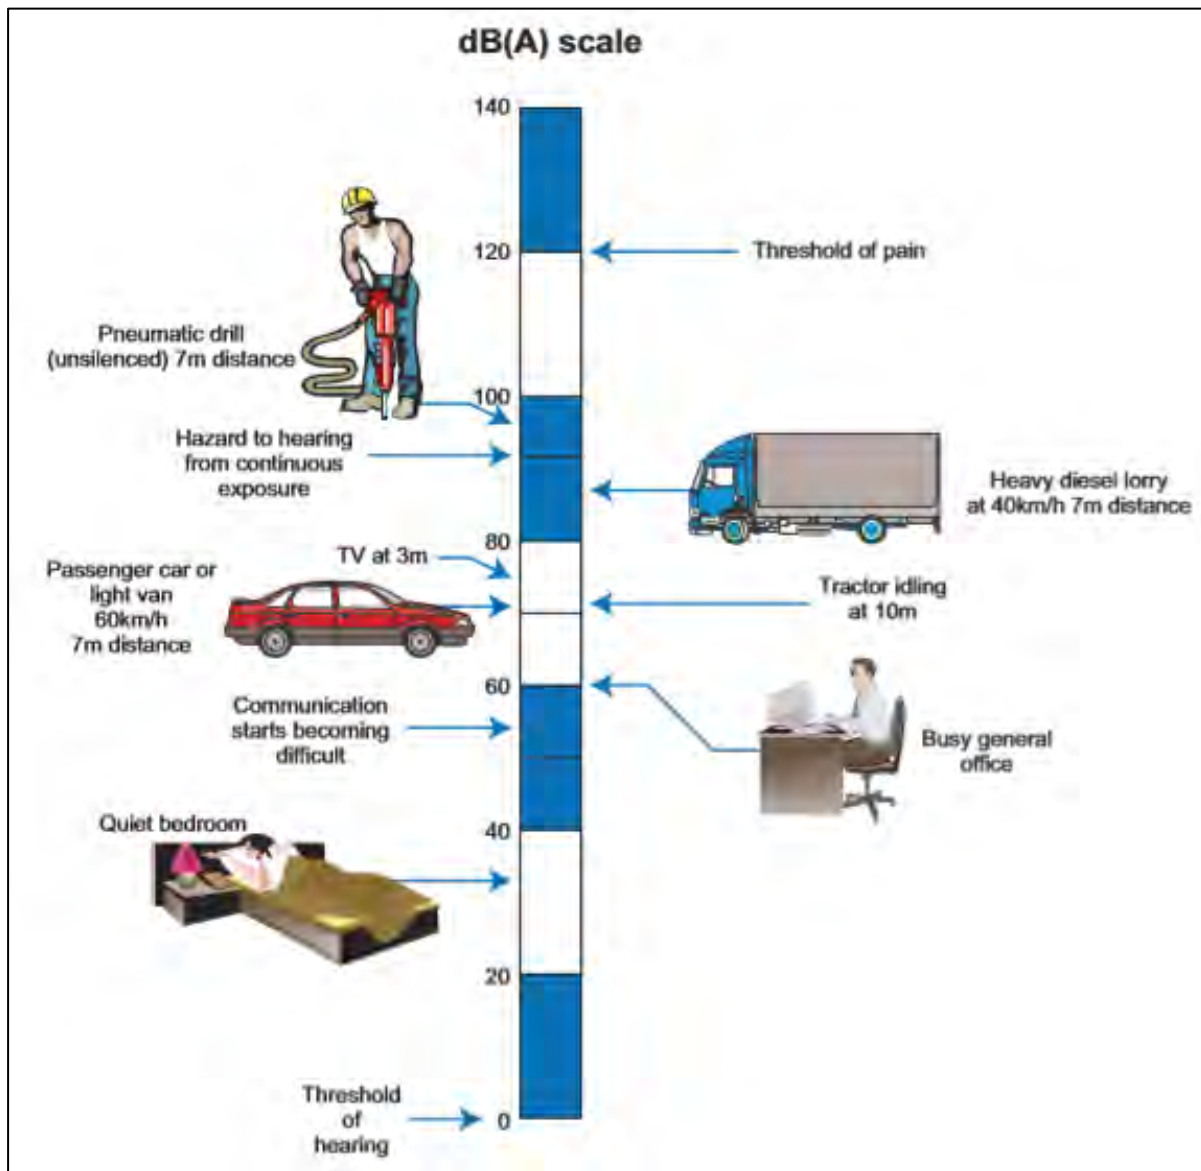 dB(A) scale
140
120
Threshold of pain
Pneumatic drill
(unsilenced) 7m distance
100
Hazard to hearing
from continuous
exposure
Heavy diesel lorry
at 40km/h 7m distance
80
TV at 3m
Passenger car or
light van
60km/h
7m distance
Tractor idling
at 10m
60
Communication
starts becoming
difficult
Busy general
office
40
Quiet bedroom
20
Threshold
of
hearing
0